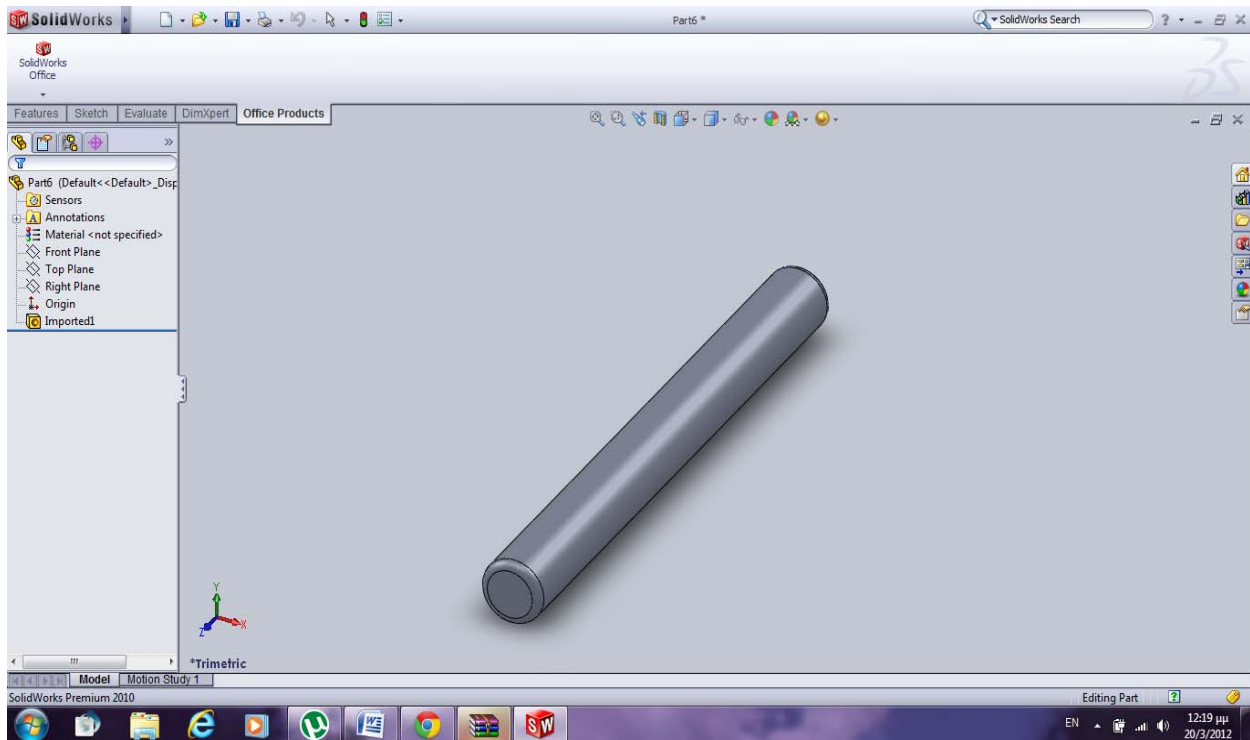 SolidWorks
Part6 *
SolidWorks Search
SolidWorks
Office
Features Sketch Evaluate DimXpert Office Products
Part6 (Default<<Default>_Disp
Sensors
Annotations
Material <not specified>
Front Plane
Top Plane
Right Plane
Origin
Imported1
Y
X
Z
*Trimetric
Model Motion Study 1
SolidWorks Premium 2010
Editing Part
EN
12:19 μμ
20/3/2012